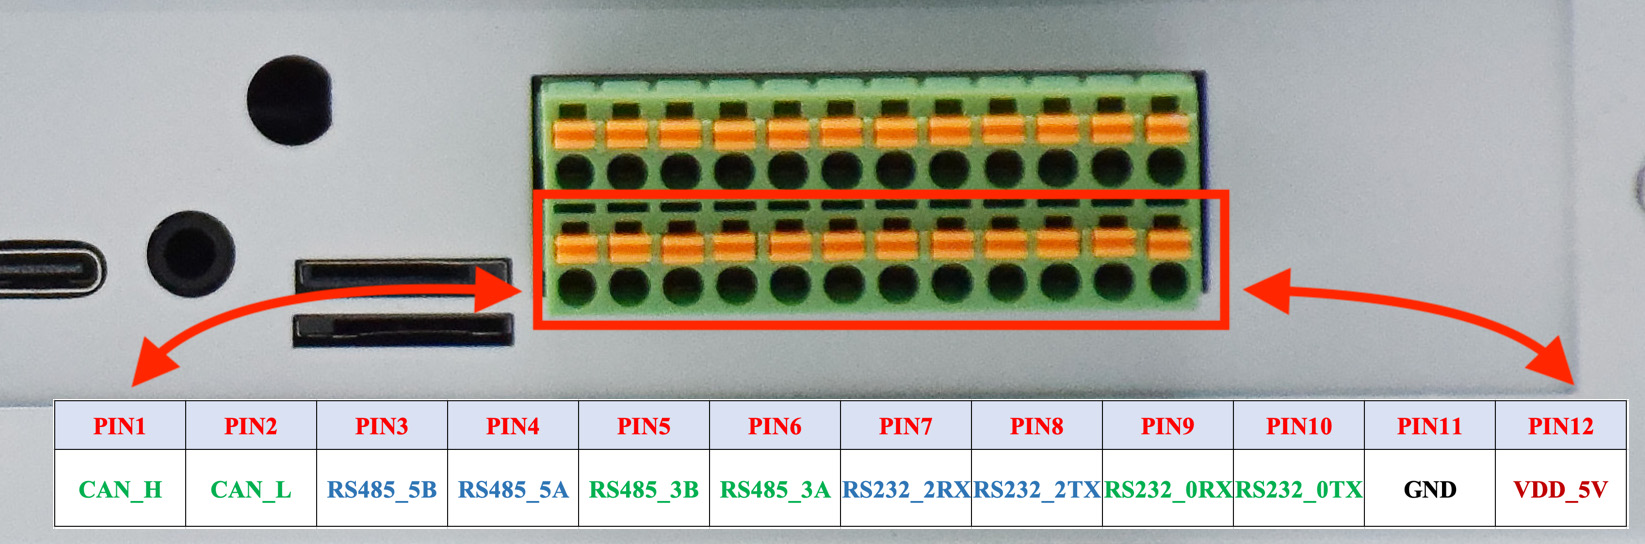 PIN1 PIN2 PIN3 PIN4 PIN5 PIN6 PIN7 PIN8 PIN9 PIN10 PIN11 PIN12
CAN_H CAN_L RS485_5B RS485_5A RS485_3B RS485_3A RS232_2RX RS232_2TX RS232_0RX RS232_0TX GND VDD_5V